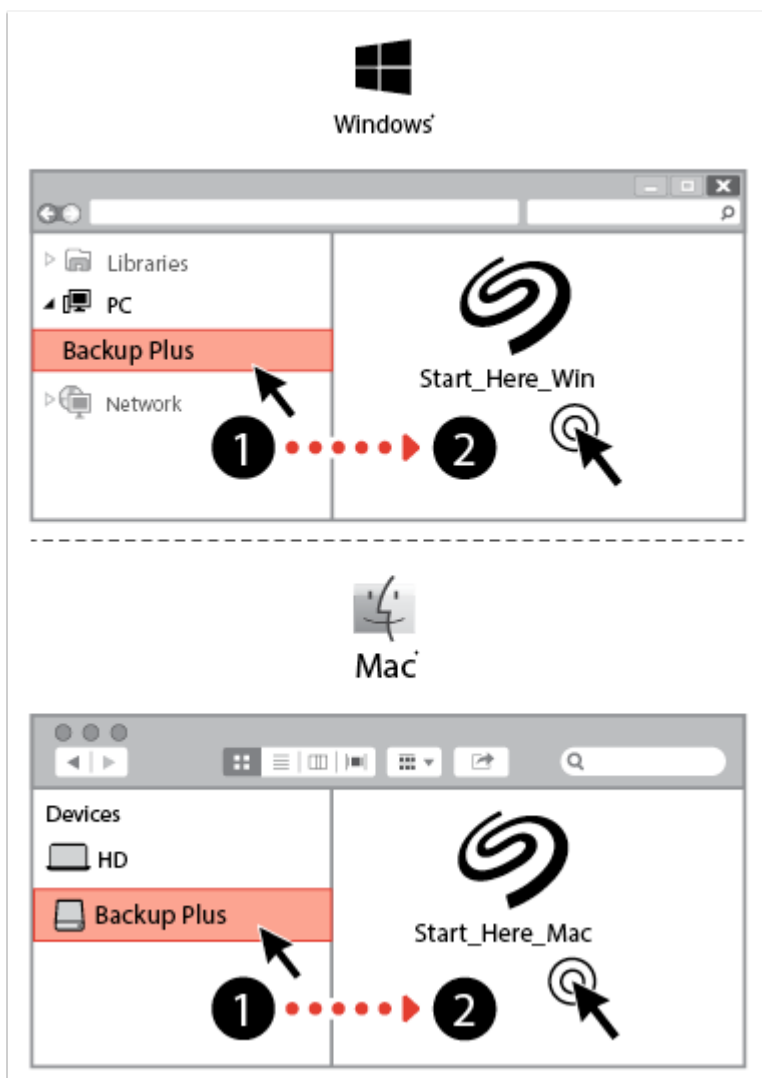 Windows+
Libraries
PC
Backup Plus
Network
Start_Here_Win
1
2
Mac+
Devices
HD
Backup Plus
Start_Here_Mac
1
2